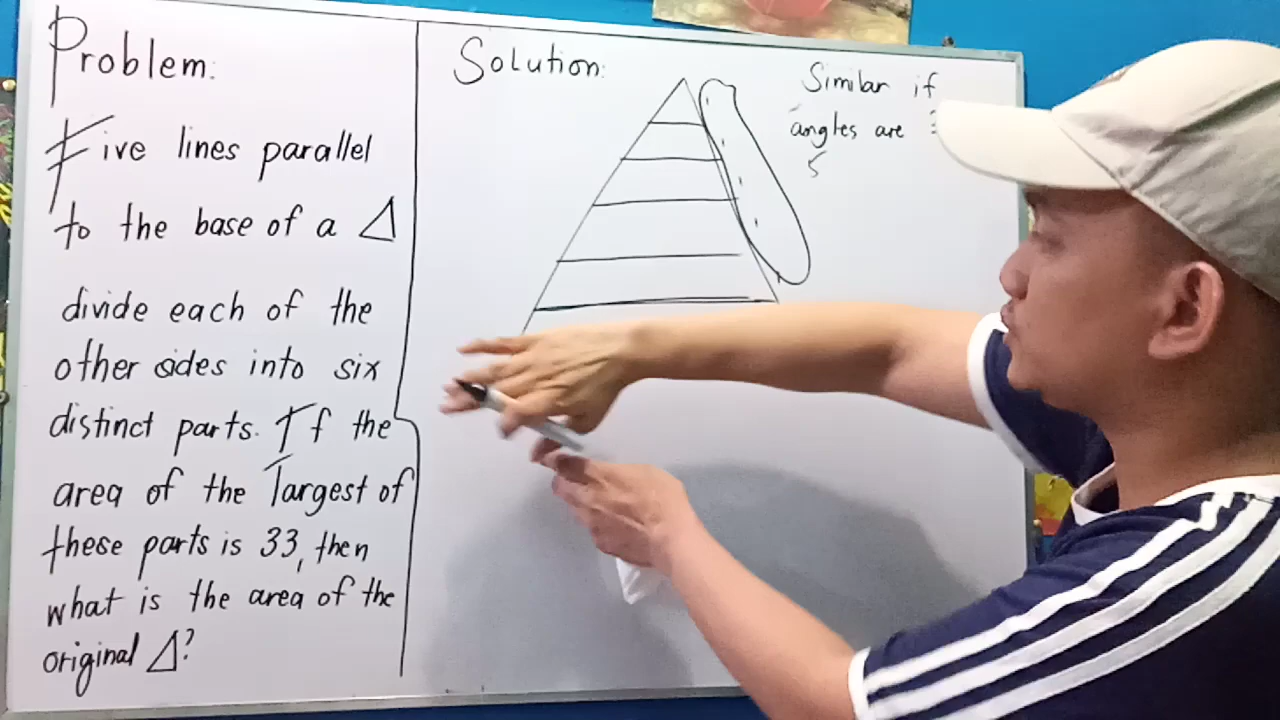 Problem:
Five lines parallel
to the base of a Δ
divide each of the
other sides into six
distinct parts. If the
area of the largest of
these parts is 33, then
what is the area of the
original Δ?
Solution:
Similar if
angles are